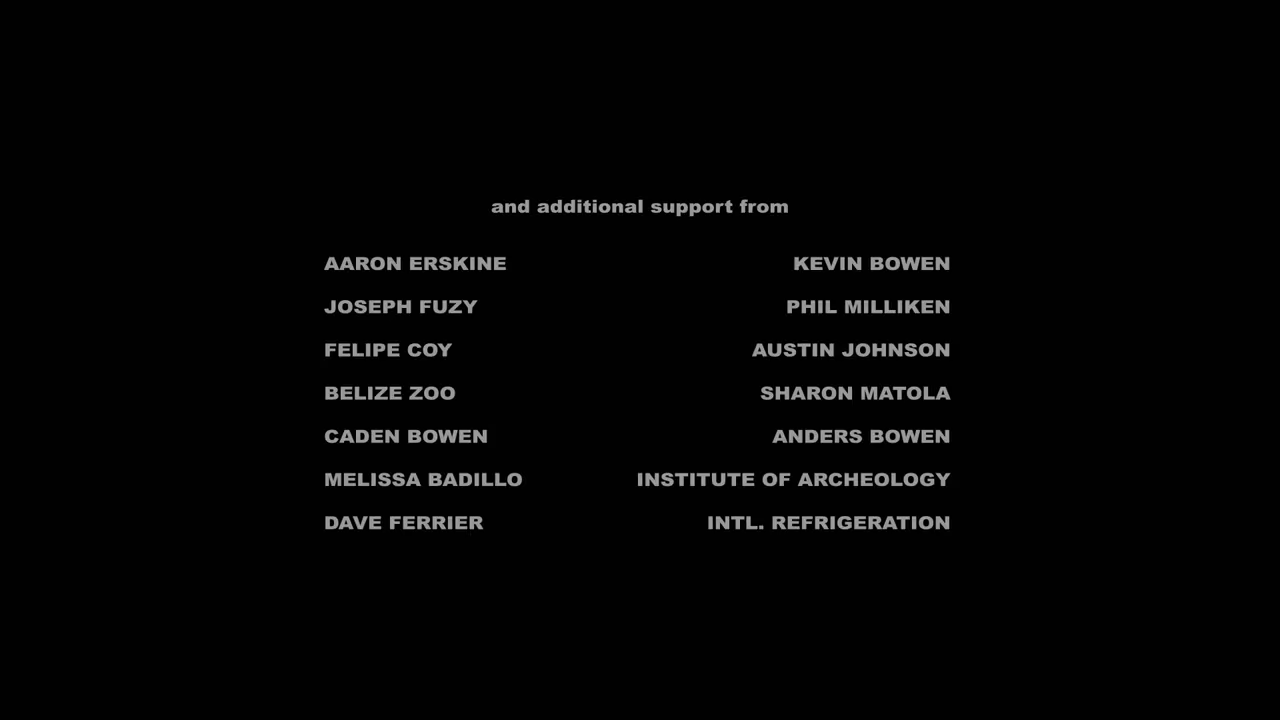 and additional support from
AARON ERSKINE KEVIN BOWEN
JOSEPH FUZY PHIL MILLIKEN
FELIPE COY AUSTIN JOHNSON
BELIZE ZOO SHARON MATOLA
CADEN BOWEN ANDERS BOWEN
MELISSA BADILLO INSTITUTE OF ARCHEOLOGY
DAVE FERRIER INTL. REFRIGERATION